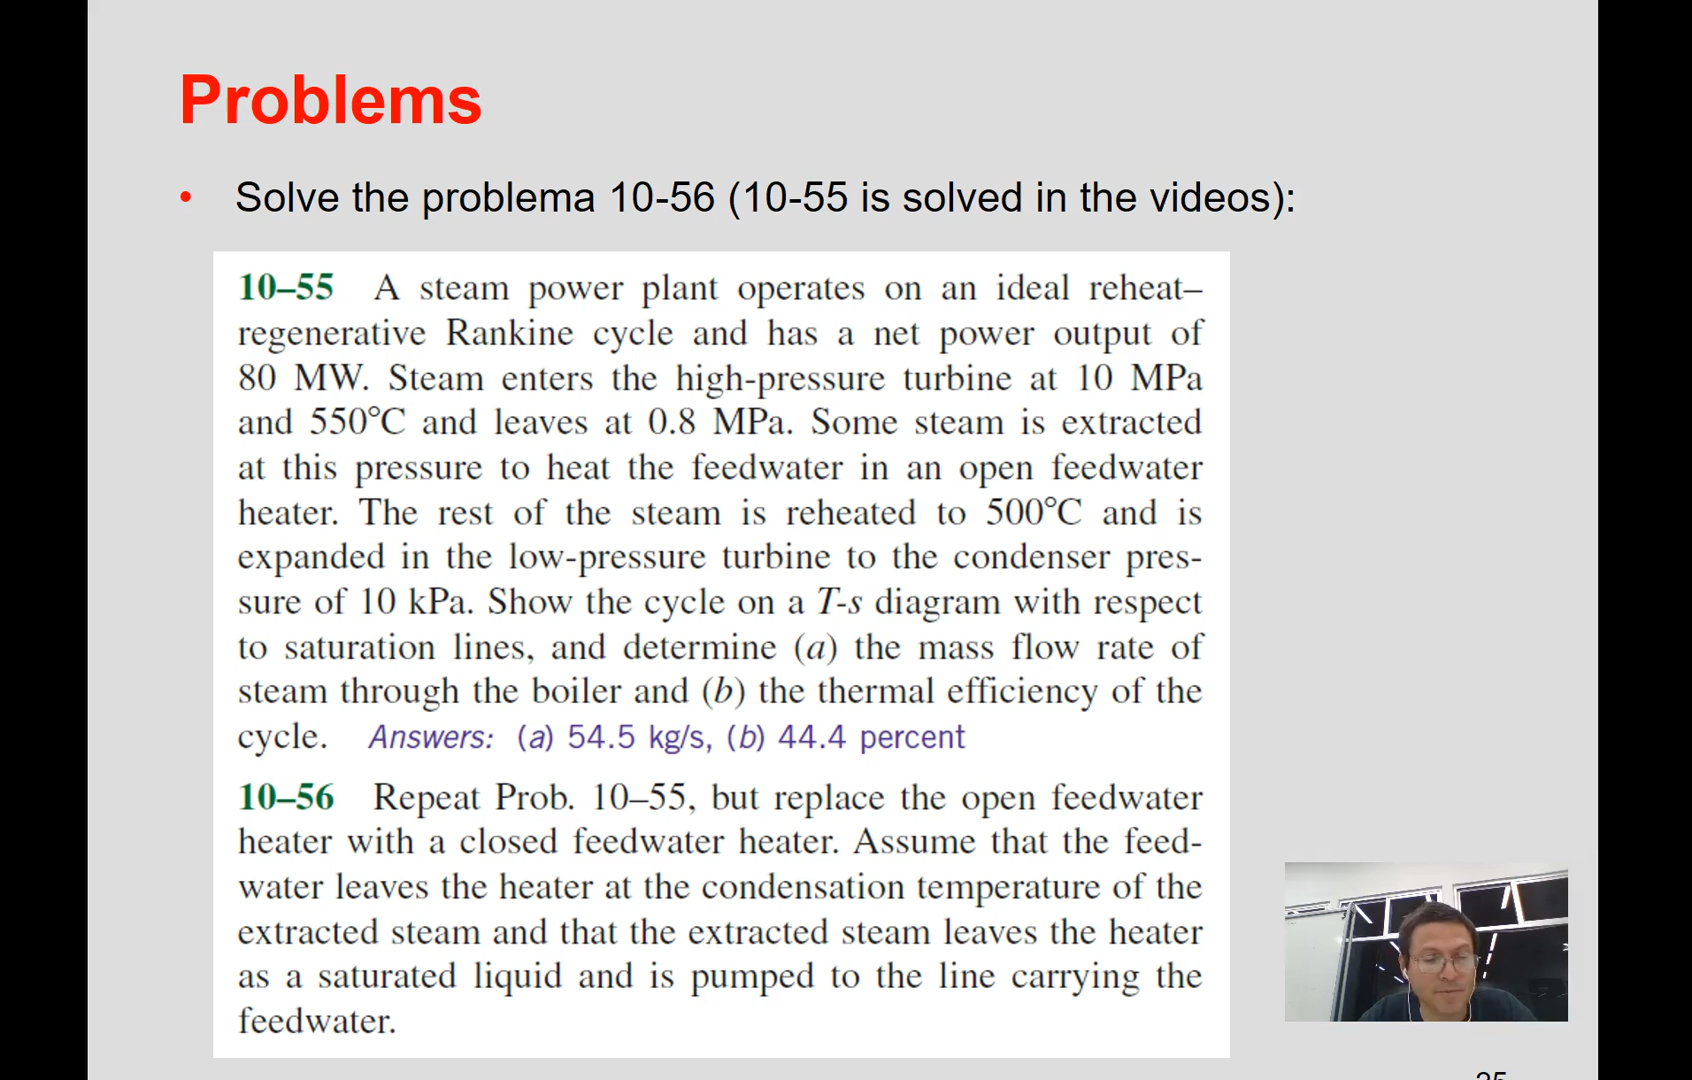 Problems
• Solve the problema 10-56 (10-55 is solved in the videos):
10–55 A steam power plant operates on an ideal reheat–
regenerative Rankine cycle and has a net power output of
80 MW. Steam enters the high-pressure turbine at 10 MPa
and 550°C and leaves at 0.8 MPa. Some steam is extracted
at this pressure to heat the feedwater in an open feedwater
heater. The rest of the steam is reheated to 500°C and is
expanded in the low-pressure turbine to the condenser pres-
sure of 10 kPa. Show the cycle on a T-s diagram with respect
to saturation lines, and determine (a) the mass flow rate of
steam through the boiler and (b) the thermal efficiency of the
cycle. Answers: (a) 54.5 kg/s, (b) 44.4 percent
10–56 Repeat Prob. 10–55, but replace the open feedwater
heater with a closed feedwater heater. Assume that the feed-
water leaves the heater at the condensation temperature of the
extracted steam and that the extracted steam leaves the heater
as a saturated liquid and is pumped to the line carrying the
feedwater.